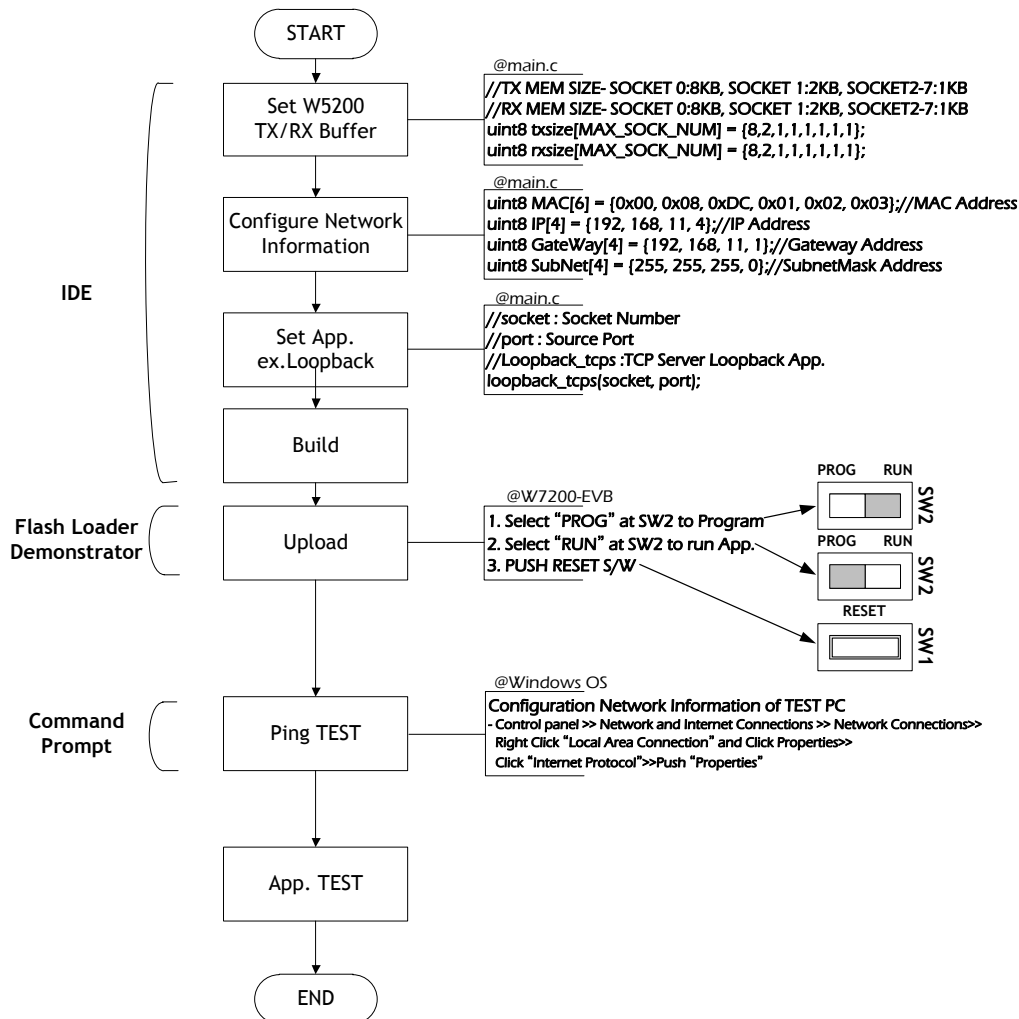 START
Set W5200
TX/RX Buffer
@main.c
//TX MEM SIZE- SOCKET 0:8KB, SOCKET 1:2KB, SOCKET2-7:1KB
//RX MEM SIZE- SOCKET 0:8KB, SOCKET 1:2KB, SOCKET2-7:1KB
uint8 txsize[MAX_SOCK_NUM] = {8,2,1,1,1,1,1,1};
uint8 rxsize[MAX_SOCK_NUM] = {8,2,1,1,1,1,1,1};
Configure Network
Information
@main.c
uint8 MAC[6] = {0x00, 0x08, 0xDC, 0x01, 0x02, 0x03};//MAC Address
uint8 IP[4] = {192, 168, 11, 4};//IP Address
uint8 GateWay[4] = {192, 168, 11, 1};//Gateway Address
uint8 SubNet[4] = {255, 255, 255, 0};//SubnetMask Address
IDE
Set App.
ex.Loopback
@main.c
//socket : Socket Number
//port : Source Port
//Loopback_tcps :TCP Server Loopback App.
loopback_tcps(socket, port);
Build
Flash Loader
Demonstrator
Upload
@W7200-EVB
1. Select “PROG” at SW2 to Program
2. Select “RUN” at SW2 to run App.
3. PUSH RESET S/W
PROG RUN
SW2
PROG RUN
SW2
RESET
SW1
Command
Prompt
Ping TEST
@Windows OS
Configuration Network Information of TEST PC
- Control panel >> Network and Internet Connections >> Network Connections>>
Right Click “Local Area Connection” and Click Properties>>
Click “Internet Protocol”>>Push “Properties”
App. TEST
END